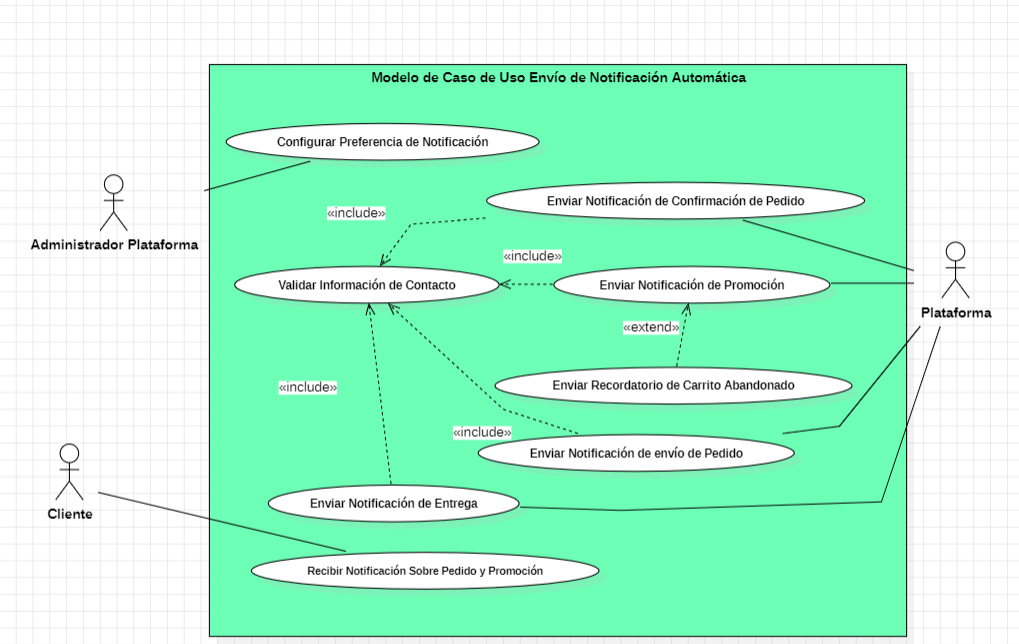 Modelo de Caso de Uso Envío de Notificación Automática
Configurar Preferencia de Notificación
Enviar Notificación de Confirmación de Pedido
«include»
Administrador Plataforma
«include»
Validar Información de Contacto
Enviar Notificación de Promoción
Plataforma
«extend»
Enviar Recordatorio de Carrito Abandonado
«include»
«include»
Enviar Notificación de envío de Pedido
Enviar Notificación de Entrega
Cliente
Recibir Notificación Sobre Pedido y Promoción